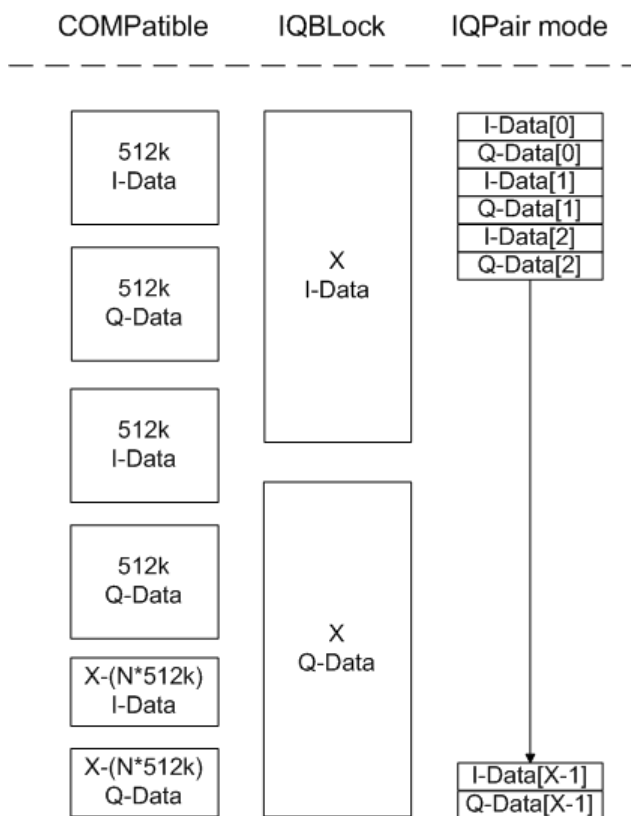 COMPatible
IQBLock
IQPair mode
512k
I-Data
512k
Q-Data
512k
I-Data
512k
Q-Data
X-(N*512k)
I-Data
X-(N*512k)
Q-Data
X
I-Data
X
Q-Data
I-Data[0]
Q-Data[0]
I-Data[1]
Q-Data[1]
I-Data[2]
Q-Data[2]
I-Data[X-1]
Q-Data[X-1]